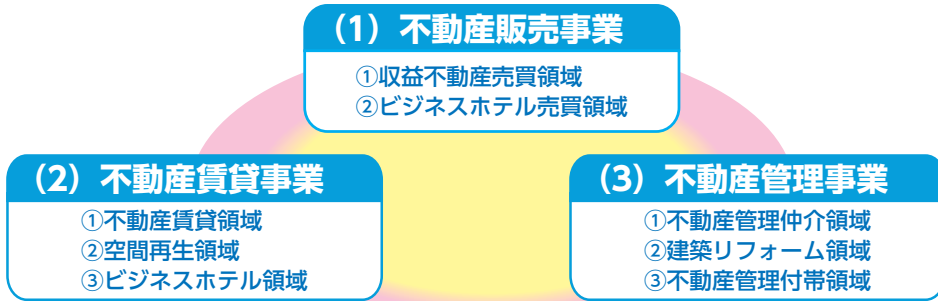 (1) 不動産販売事業
①収益不動産売買領域
②ビジネスホテル売買領域
(2) 不動産賃貸事業
①不動産賃貸領域
②空間再生領域
③ビジネスホテル領域
(3) 不動産管理事業
①不動産管理仲介領域
②建築リフォーム領域
③不動産管理付帯領域